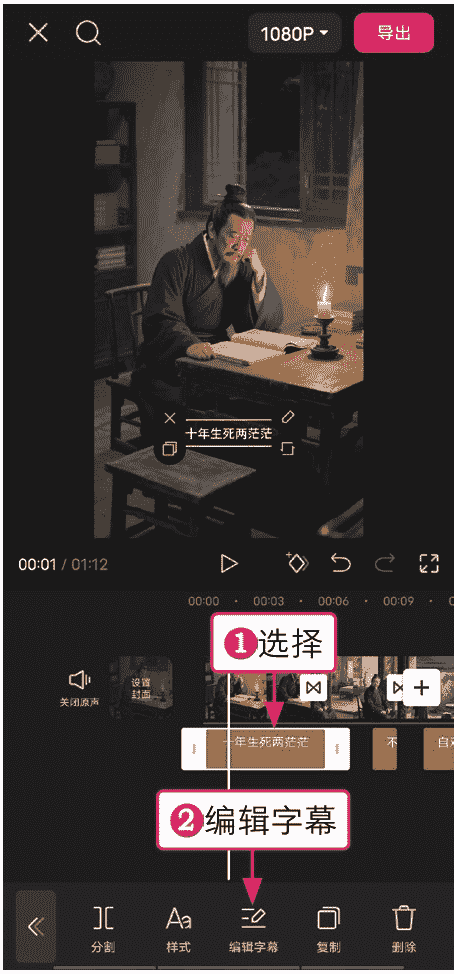 1080P
导出
十年生死两茫茫
00:01 / 01:12
00:00 00:03 00:06 00:09
❶选择
关闭原声
设置
封面
十年生死两茫茫
不
❷编辑字幕
分割
样式
编辑字幕
复制
删除